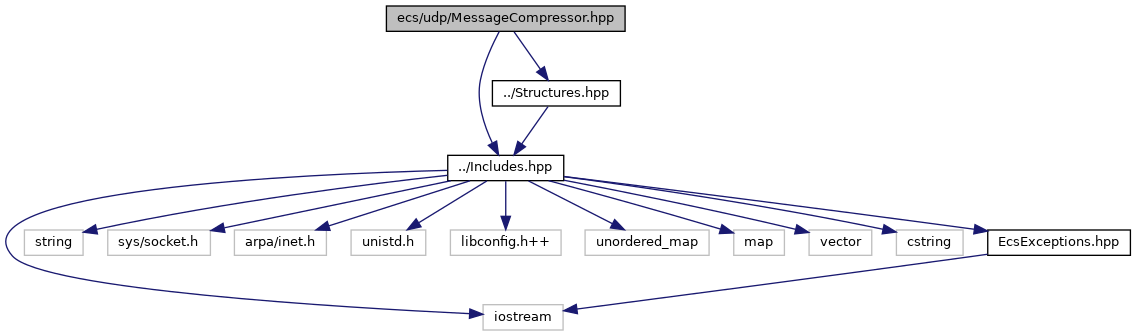 ecs/udp/MessageCompressor.hpp
../Structures.hpp
../Includes.hpp
string
sys/socket.h
arpa/inet.h
unistd.h
libconfig.h++
unordered_map
map
vector
cstring
EcsExceptions.hpp
iostream